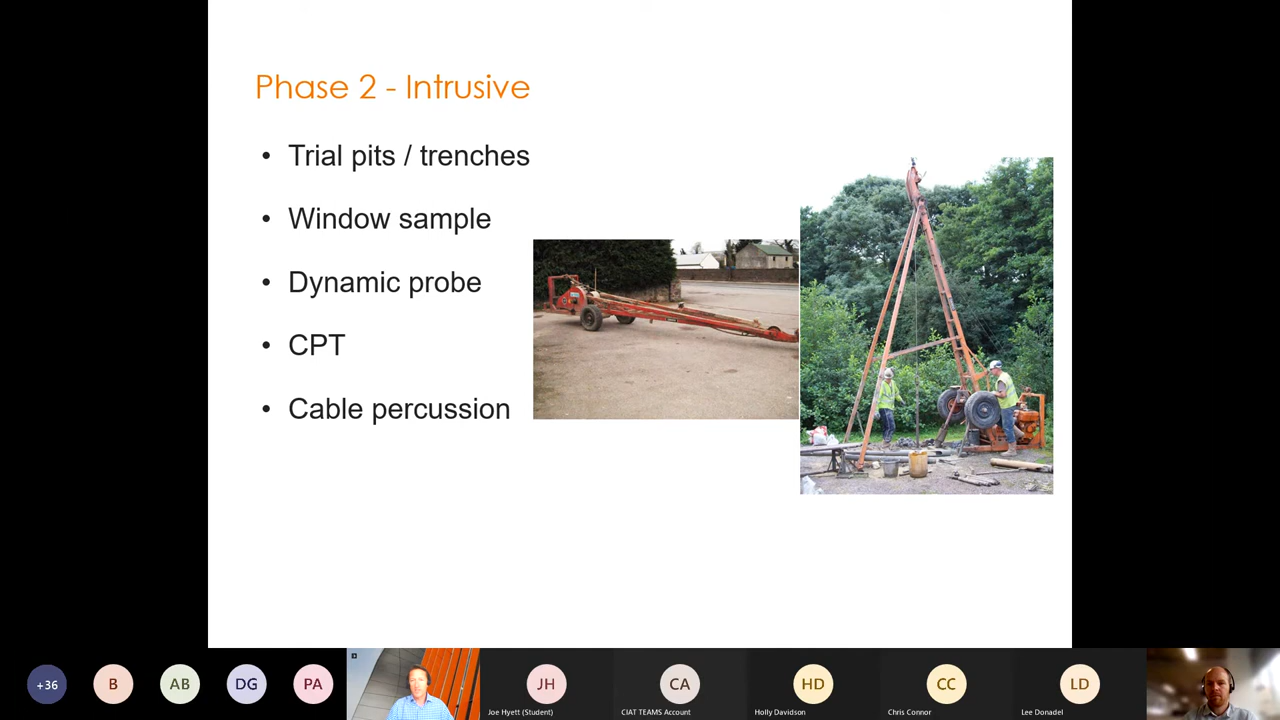 Phase 2 - Intrusive
• Trial pits / trenches
• Window sample
• Dynamic probe
• CPT
• Cable percussion
+36
B
AB
DG
PA
JH
CA
HD
CC
LD
Joe Hyett (Student)
CIAT TEAMS Account
Holly Davidson
Chris Connor
Lee Donadel